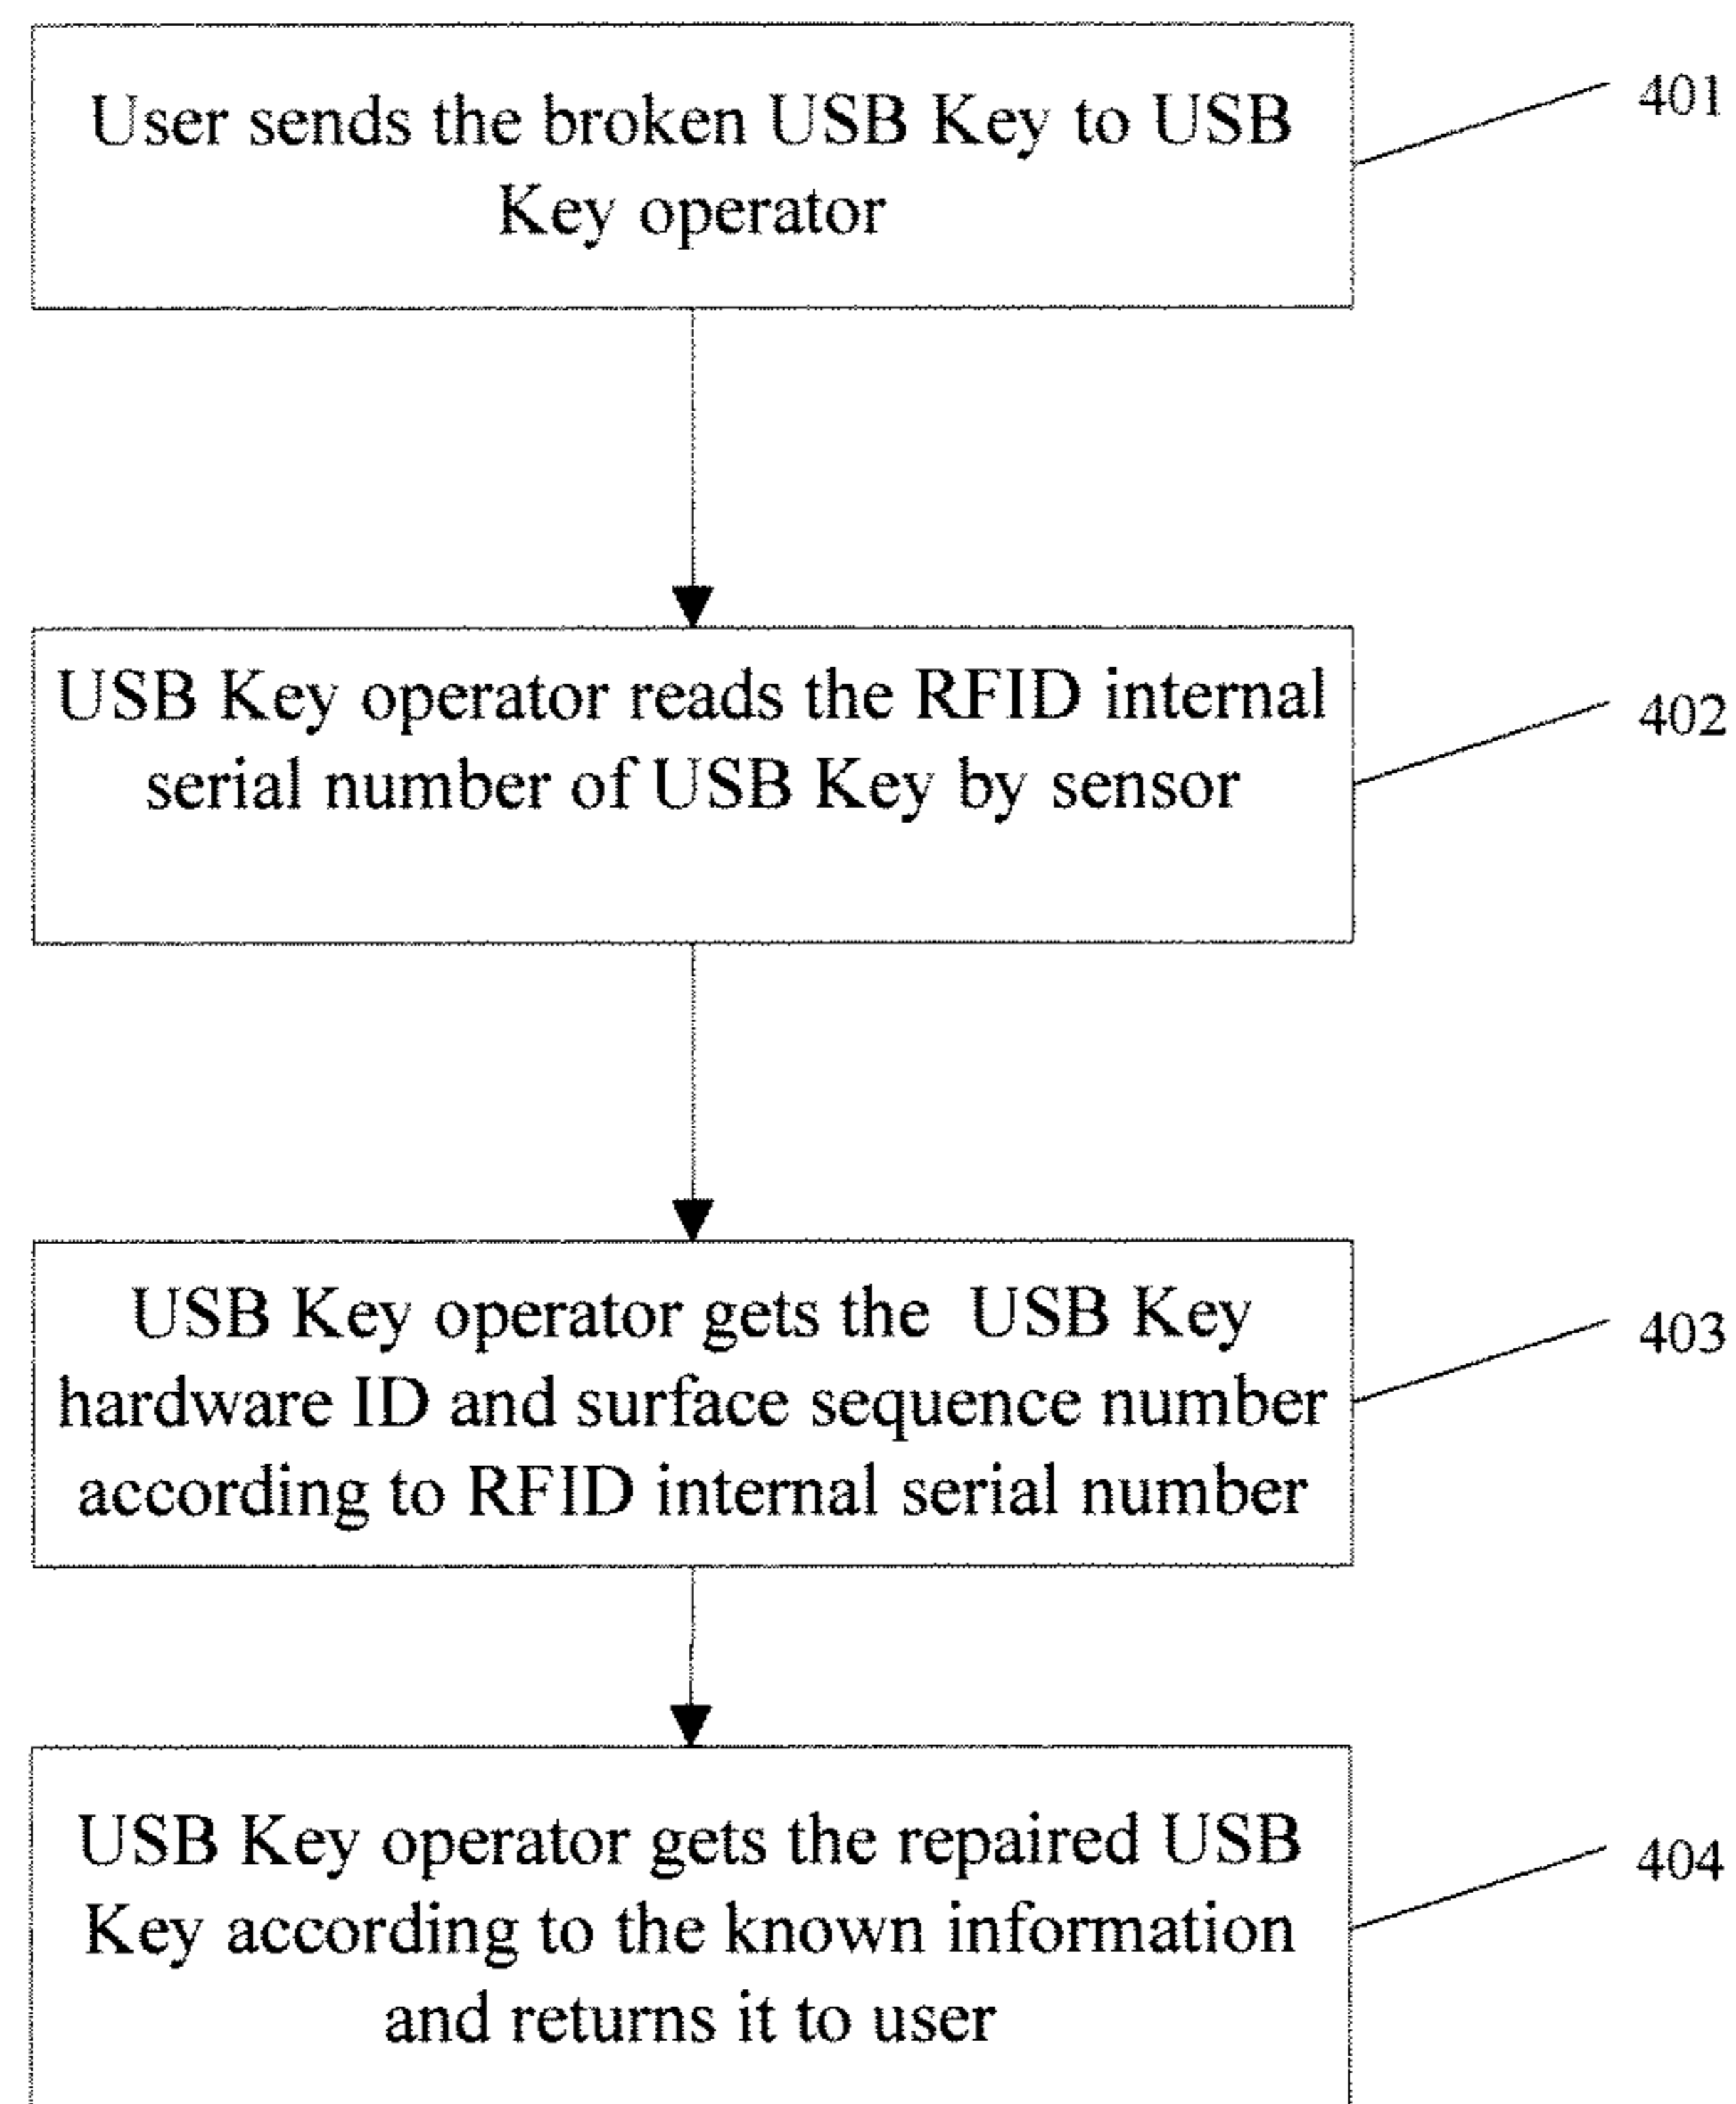 User sends the broken USB Key to USB
Key operator
401
USB Key operator reads the RFID internal
serial number of USB Key by sensor
402
USB Key operator gets the USB Key
hardware ID and surface sequence number
according to RFID internal serial number
403
USB Key operator gets the repaired USB
Key according to the known information
and returns it to user
404